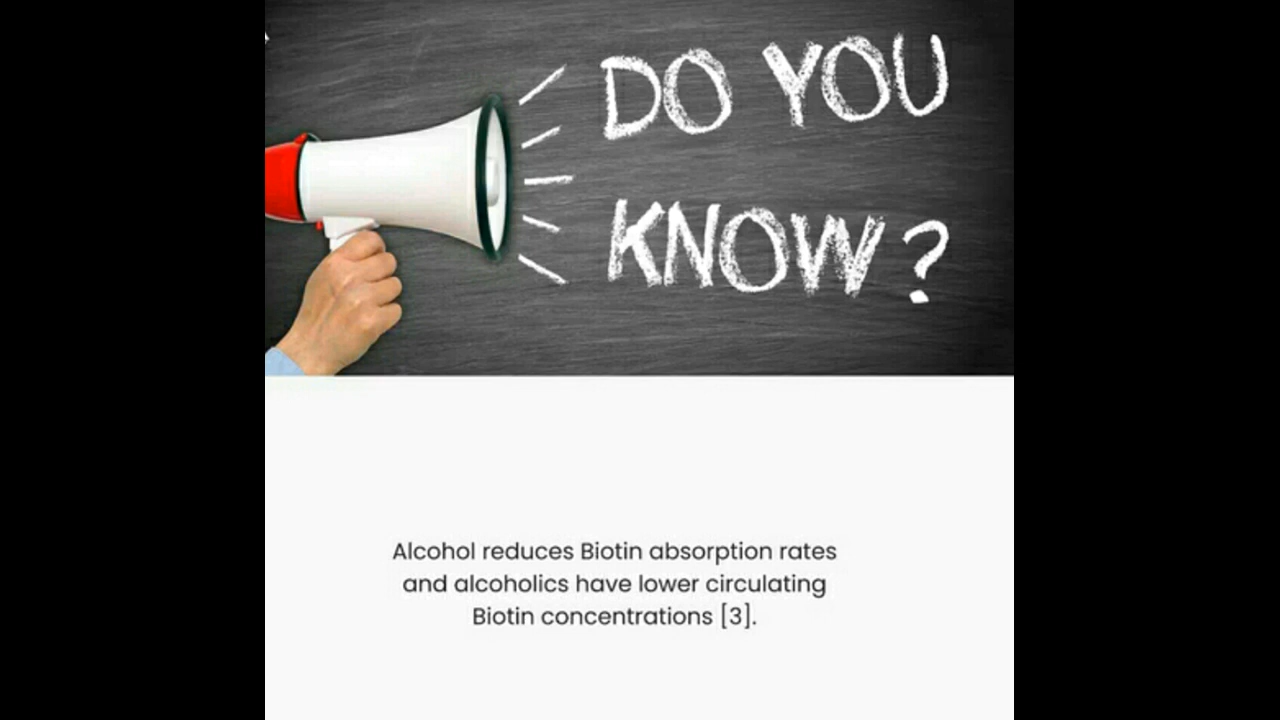 DO YOU
KNOW?
Alcohol reduces Biotin absorption rates
and alcoholics have lower circulating
Biotin concentrations [3].